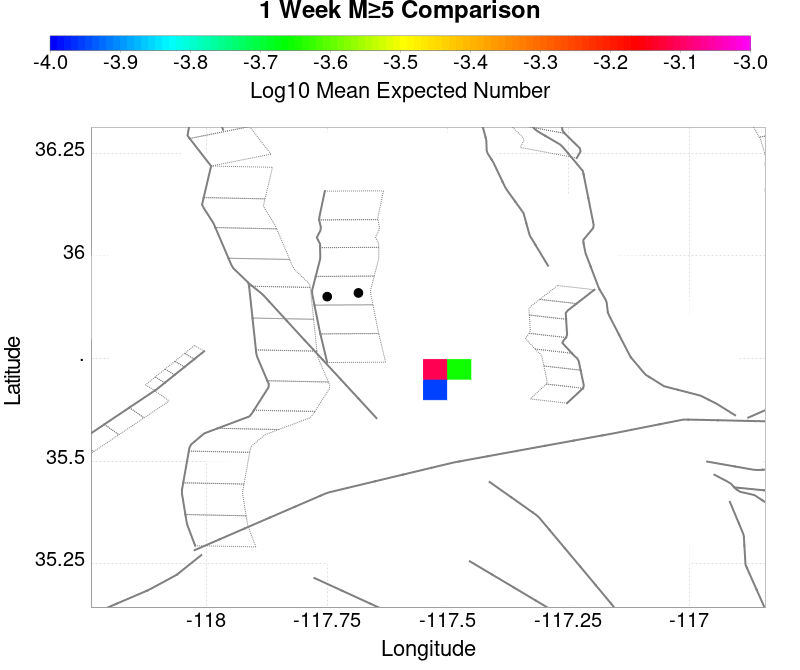 1 Week M≥5 Comparison
-4.0 -3.9 -3.8 -3.7 -3.6 -3.5 -3.4 -3.3 -3.2 -3.1 -3.0
Log10 Mean Expected Number
36.25
36
.
35.5
35.25
Latitude
-118 -117.75 -117.5 -117.25 -117
Longitude